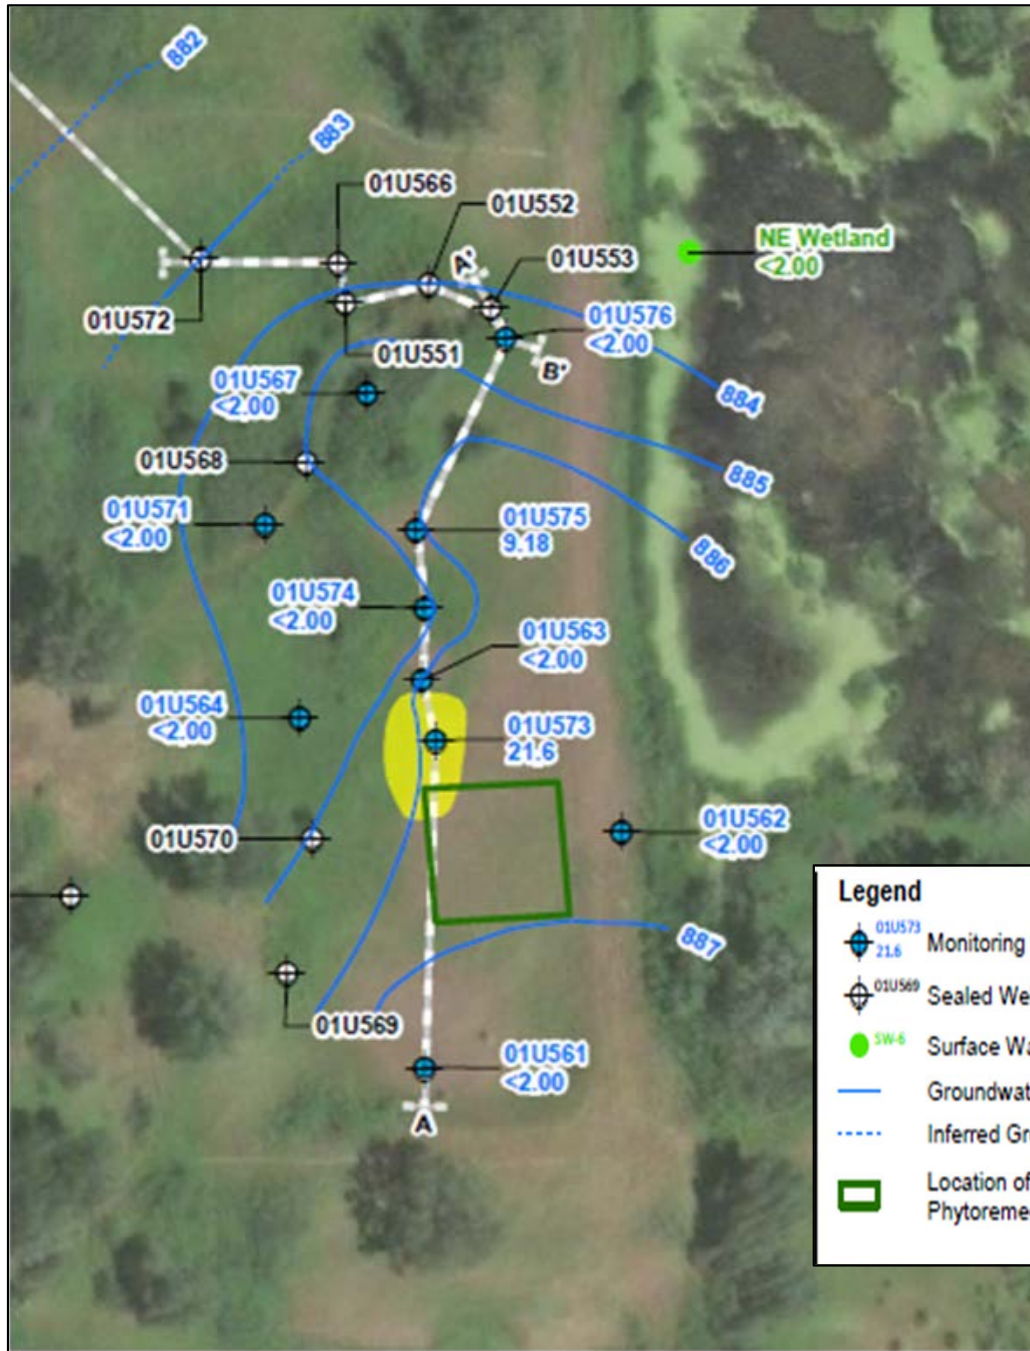 882
883
01U566
01U552
A'
01U553
NE Wetland
<2.00
01U572
01U551
01U576
<2.00
B'
01U567
<2.00
884
01U568
885
01U571
<2.00
01U575
9.18
886
01U574
<2.00
01U563
<2.00
01U564
<2.00
01U573
21.6
01U570
01U562
<2.00
887
01U569
01U561
<2.00
A
Legend
01U573
21.6
Monitoring
01U569
Sealed We
SW-6
Surface Wa
Groundwat
Inferred Gr
Location of
Phytoreme